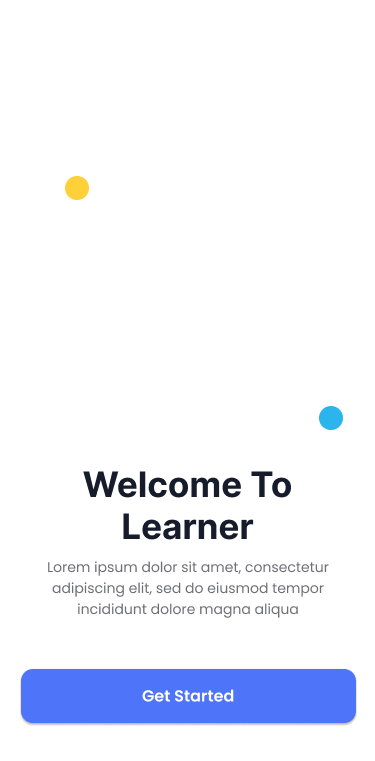 Welcome To
Learner
Lorem ipsum dolor sit amet, consectetur
adipiscing elit, sed do eiusmod tempor
incididunt dolore magna aliqua
Get Started